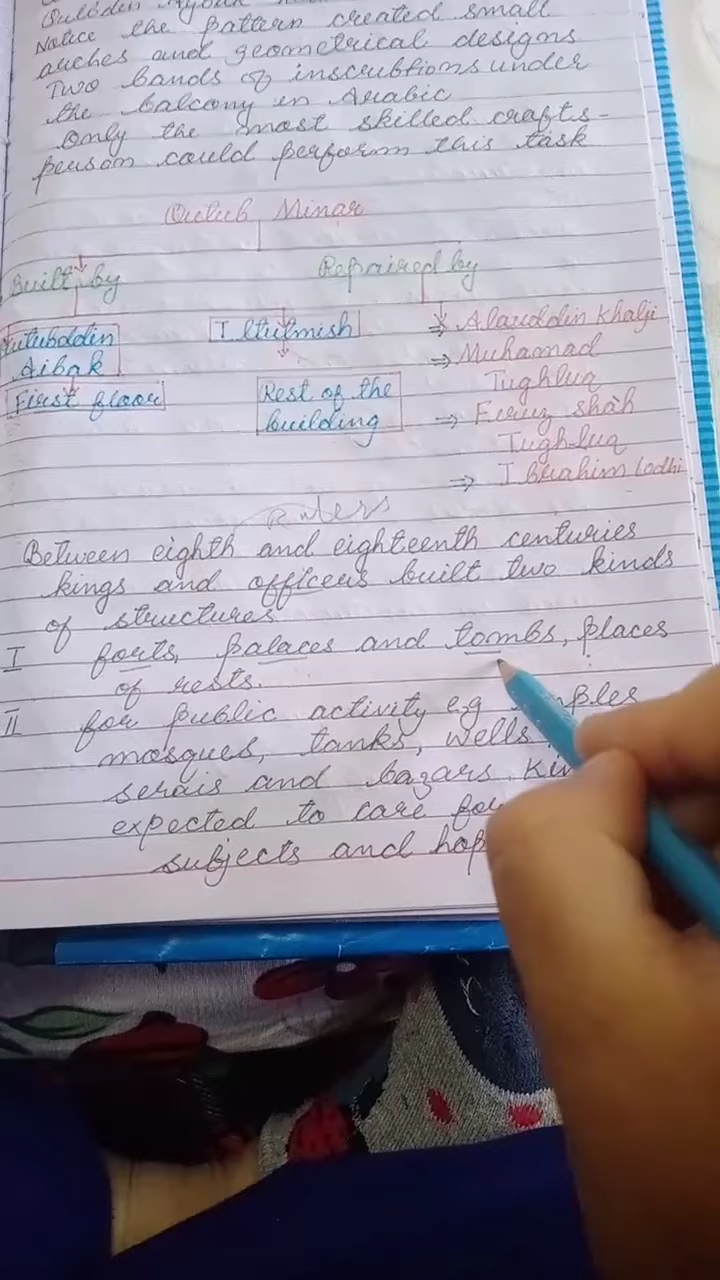 Notice the pattern created small
arches and geometrical designs
Two bands of inscrubtions under
the balcony in Arabic
Only the most skilled crafts-
person could perform this task
Qutub Minar
Built by
Repaired by
Qutubddin
Aibak
First floor
Iltutmish
Rest of the
building
⇒ Alauddin Khalji
⇒ Muhamad
Tughluq
⇒ Firuz shah
Tughluq
⇒ Ibrahim Lodhi
Rulers
Between eighth and eighteenth centuries
kings and officers built two kinds
of structures
I forts, palaces and tombs, places
of rests.
II for public activity e.g
mosques, tanks, wells
serais and bazars.
expected to care for
subjects and